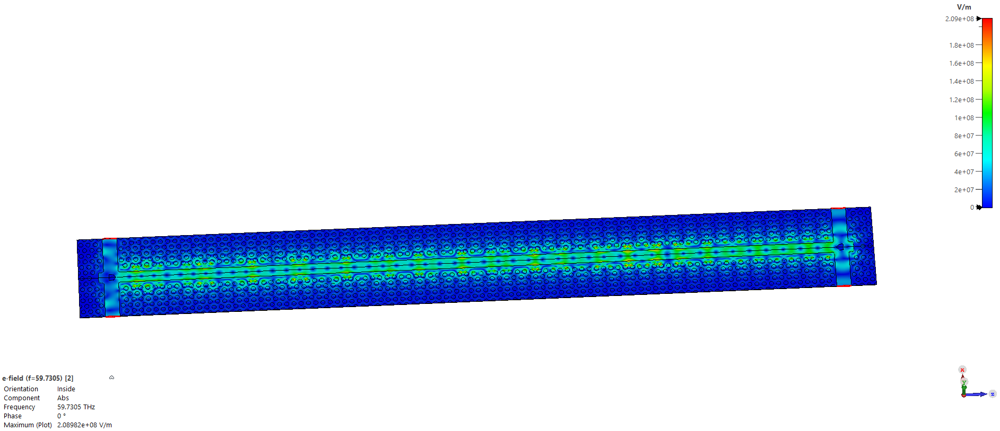 V/m
2.09e+08
1.8e+08
1.6e+08
1.4e+08
1.2e+08
1e+08
8e+07
6e+07
4e+07
2e+07
0
e-field (f=59.7305) [2]
Orientation Inside
Component Abs
Frequency 59.7305 THz
Phase 0 °
Maximum (Plot) 2.08982e+08 V/m
x
y
z